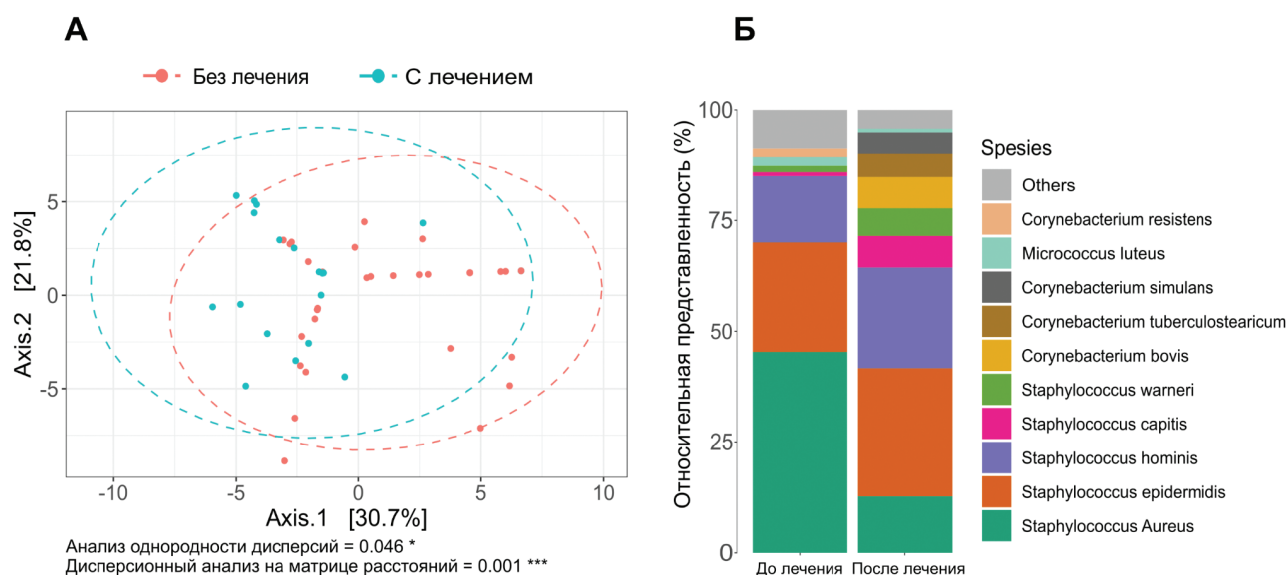 А
Без лечения
С лечением
Axis.2 [21.8%]
5
0
-5
-10
-5
0
5
10
Axis.1 [30.7%]
Анализ однородности дисперсий = 0.046 *
Дисперсионный анализ на матрице расстояний = 0.001 ***
Б
Относительная представленность (%)
100
75
50
25
0
До лечения
После лечения
Spesies
Others
Corynebacterium resistens
Micrococcus luteus
Corynebacterium simulans
Corynebacterium tuberculostearicum
Corynebacterium bovis
Staphylococcus warneri
Staphylococcus capitis
Staphylococcus hominis
Staphylococcus epidermidis
Staphylococcus Aureus